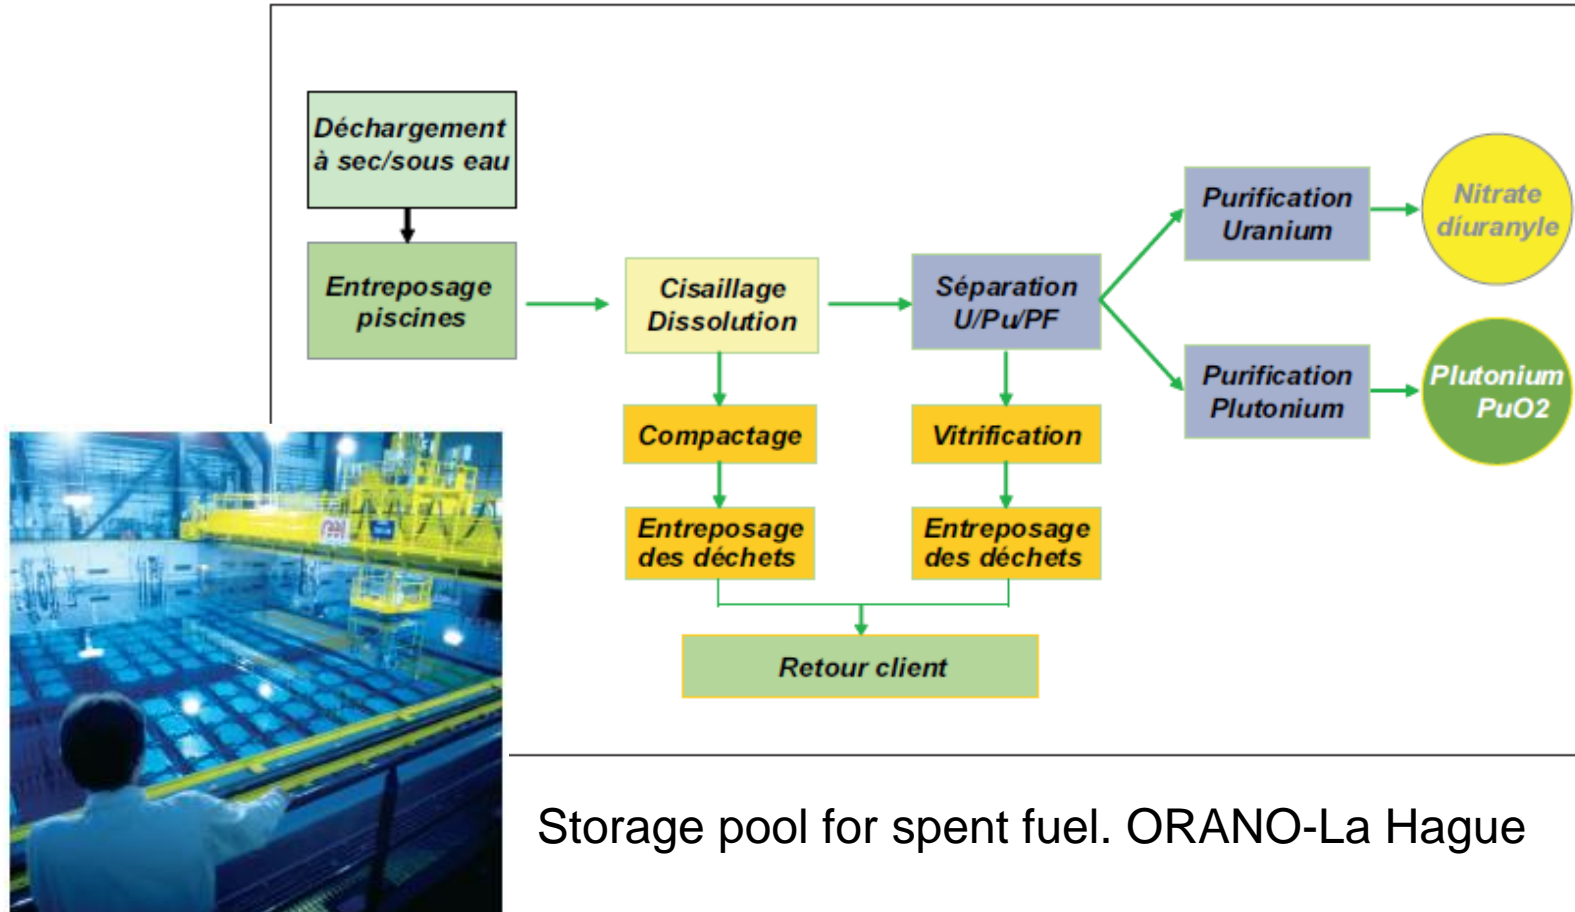 Déchargement
à sec/sous eau
Entreposage
piscines
Cisaillage
Dissolution
Séparation
U/Pu/PF
Purification
Uranium
Nitrate
diuranyle
Purification
Plutonium
Plutonium
PuO2
Compactage
Vitrification
Entreposage
des déchets
Entreposage
des déchets
Retour client
Storage pool for spent fuel. ORANO-La Hague